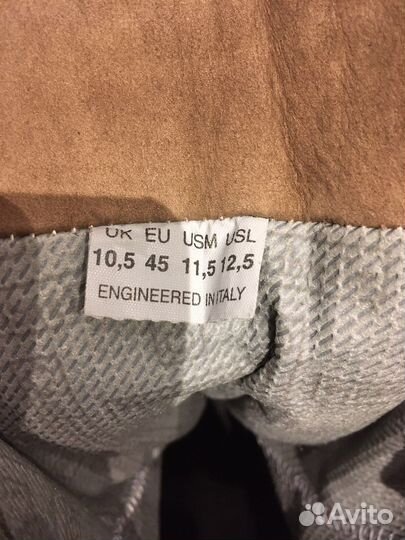 UK EU USM USL
10,5 45 11,5 12,5
ENGINEERED IN ITALY
Avito